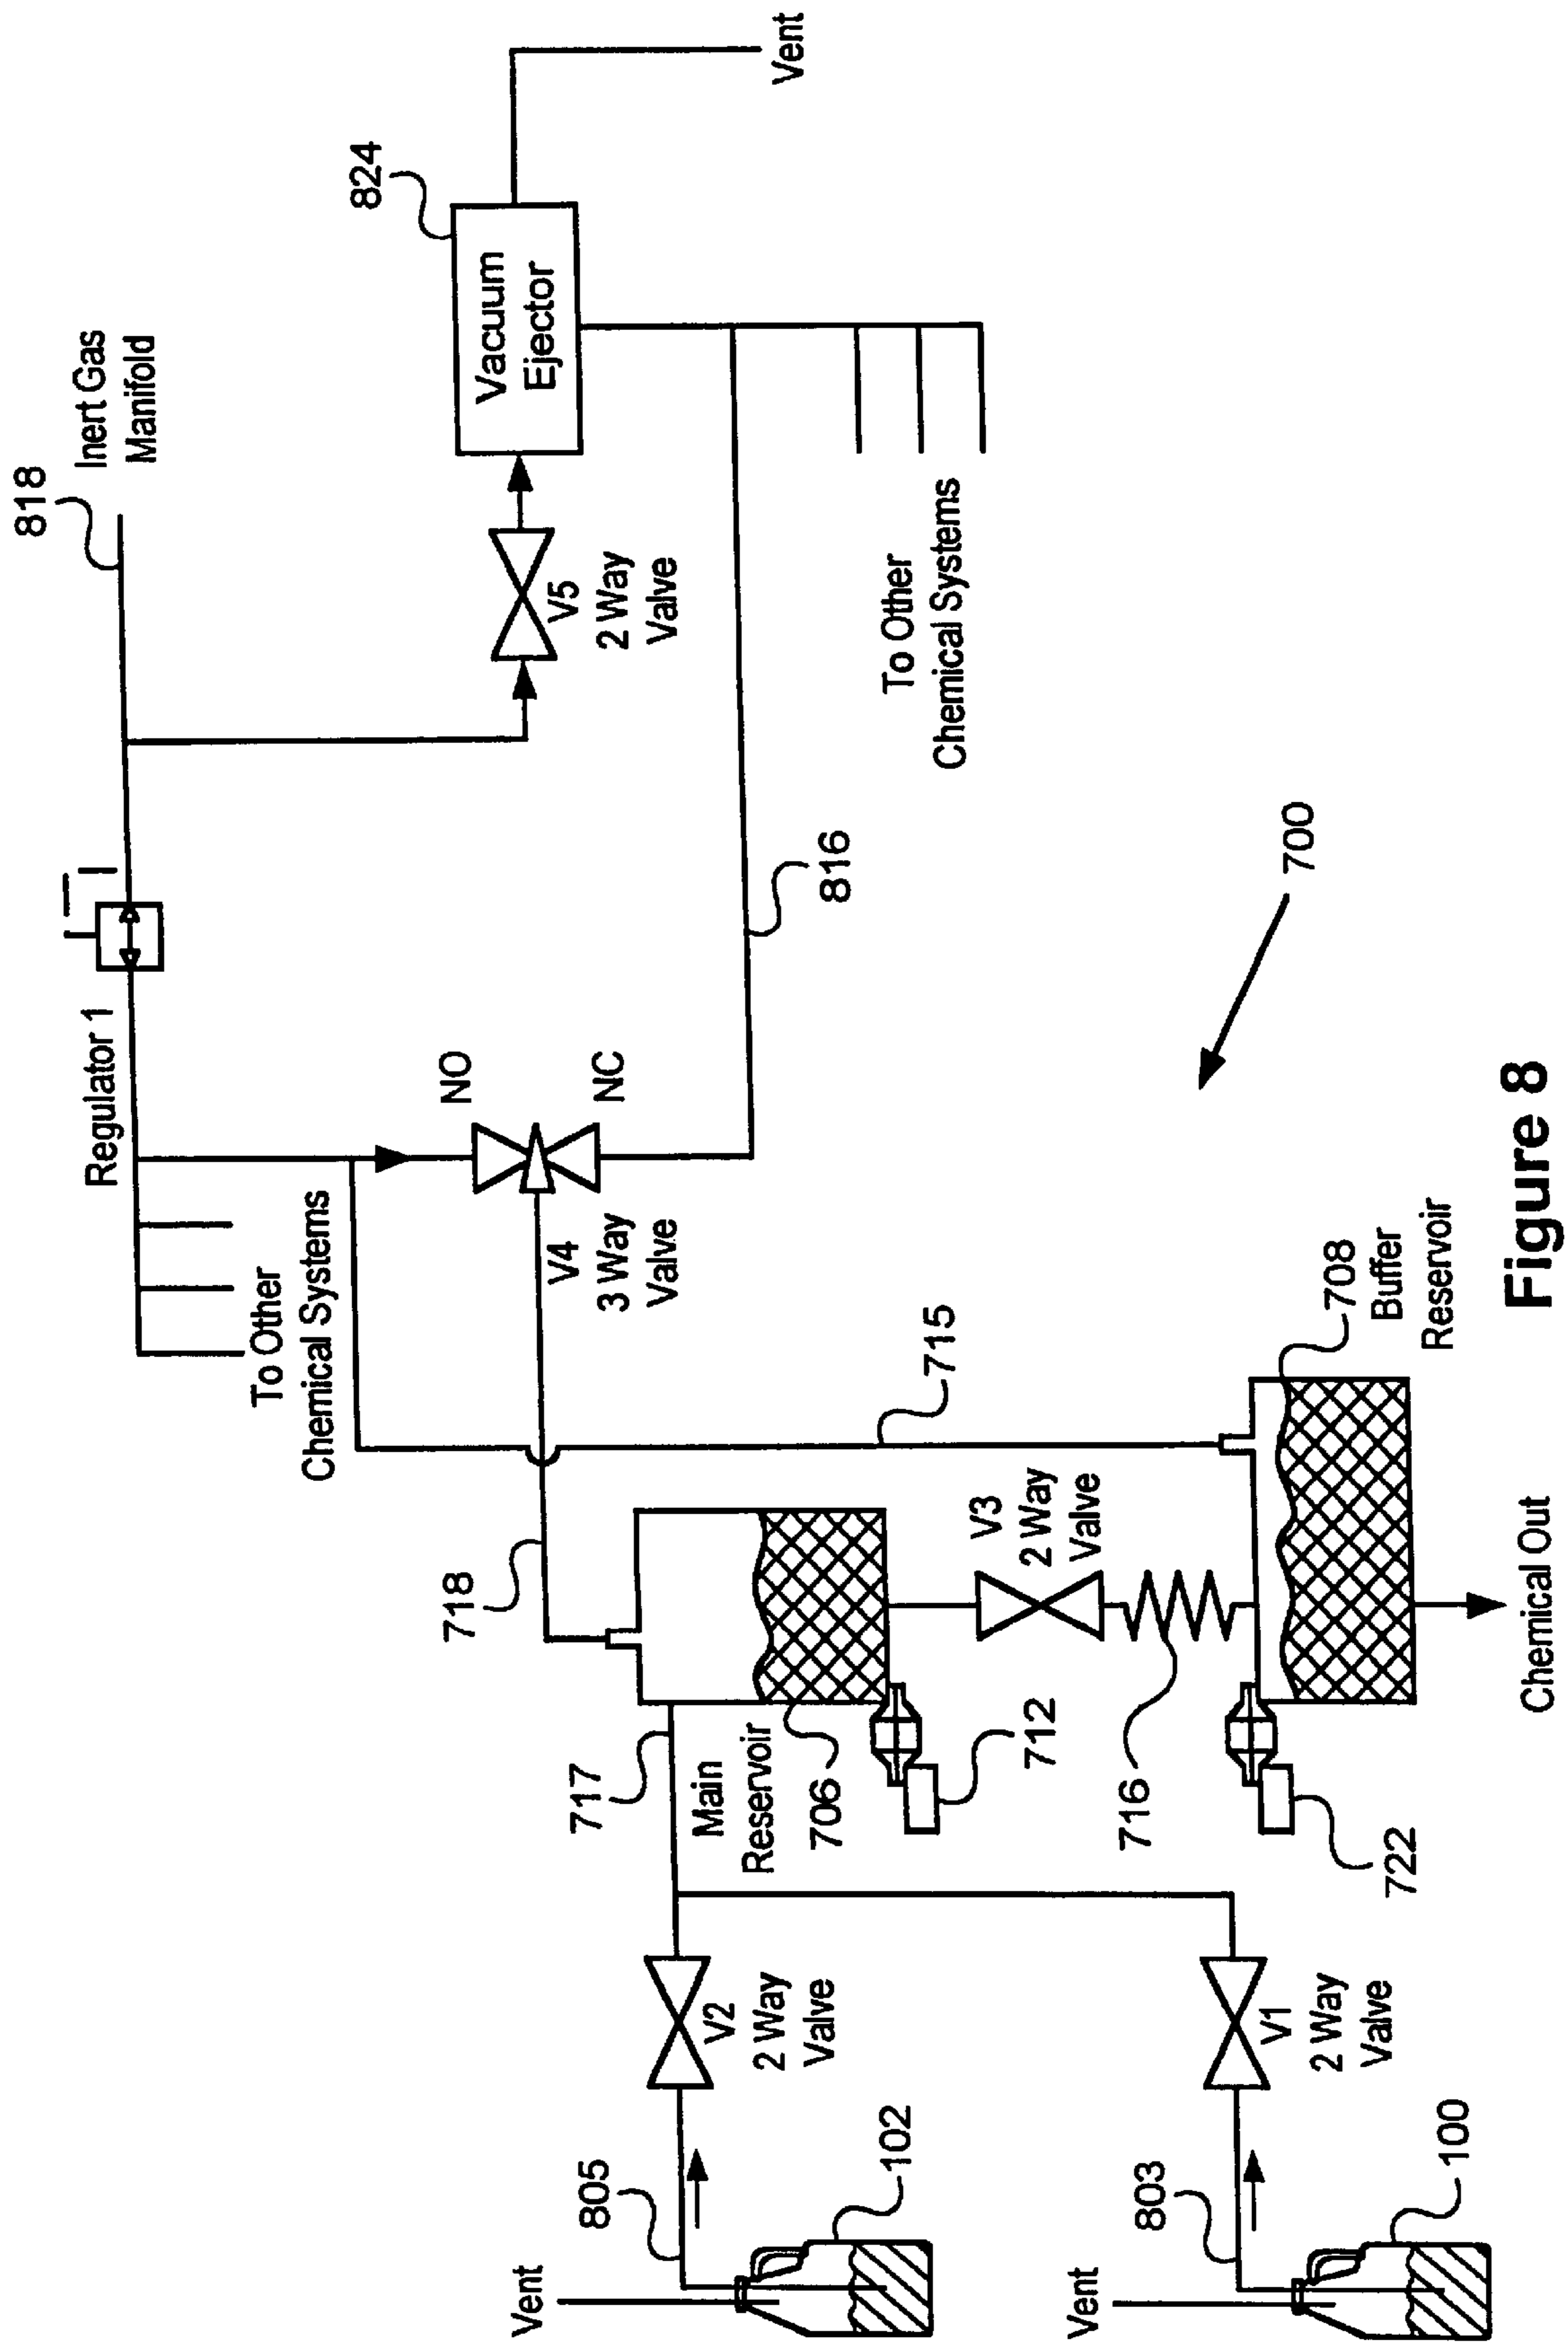 818
Inert Gas
Manifold
Regulator 1
To Other
Chemical Systems
NO
NC
V4
3 Way
Valve
V5
2 Way
Valve
824
Vacuum
Ejector
Vent
816
To Other
Chemical Systems
718
717
Main
Reservoir
706
712
V3
2 Way
Valve
716
715
708
Buffer
Reservoir
722
Chemical Out
Vent
805
102
V2
2 Way
Valve
Vent
803
100
V1
2 Way
Valve
700
Figure 8